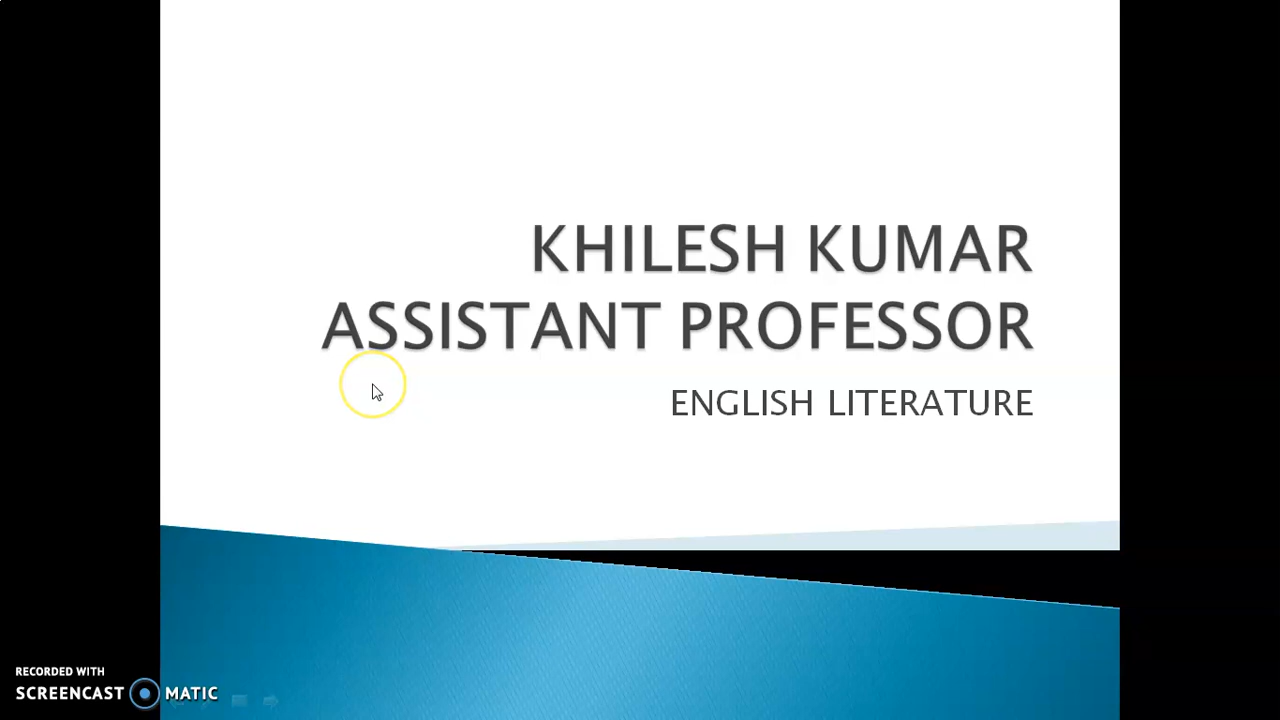 KHILESH KUMAR
ASSISTANT PROFESSOR
ENGLISH LITERATURE
RECORDED WITH
SCREENCAST MATIC